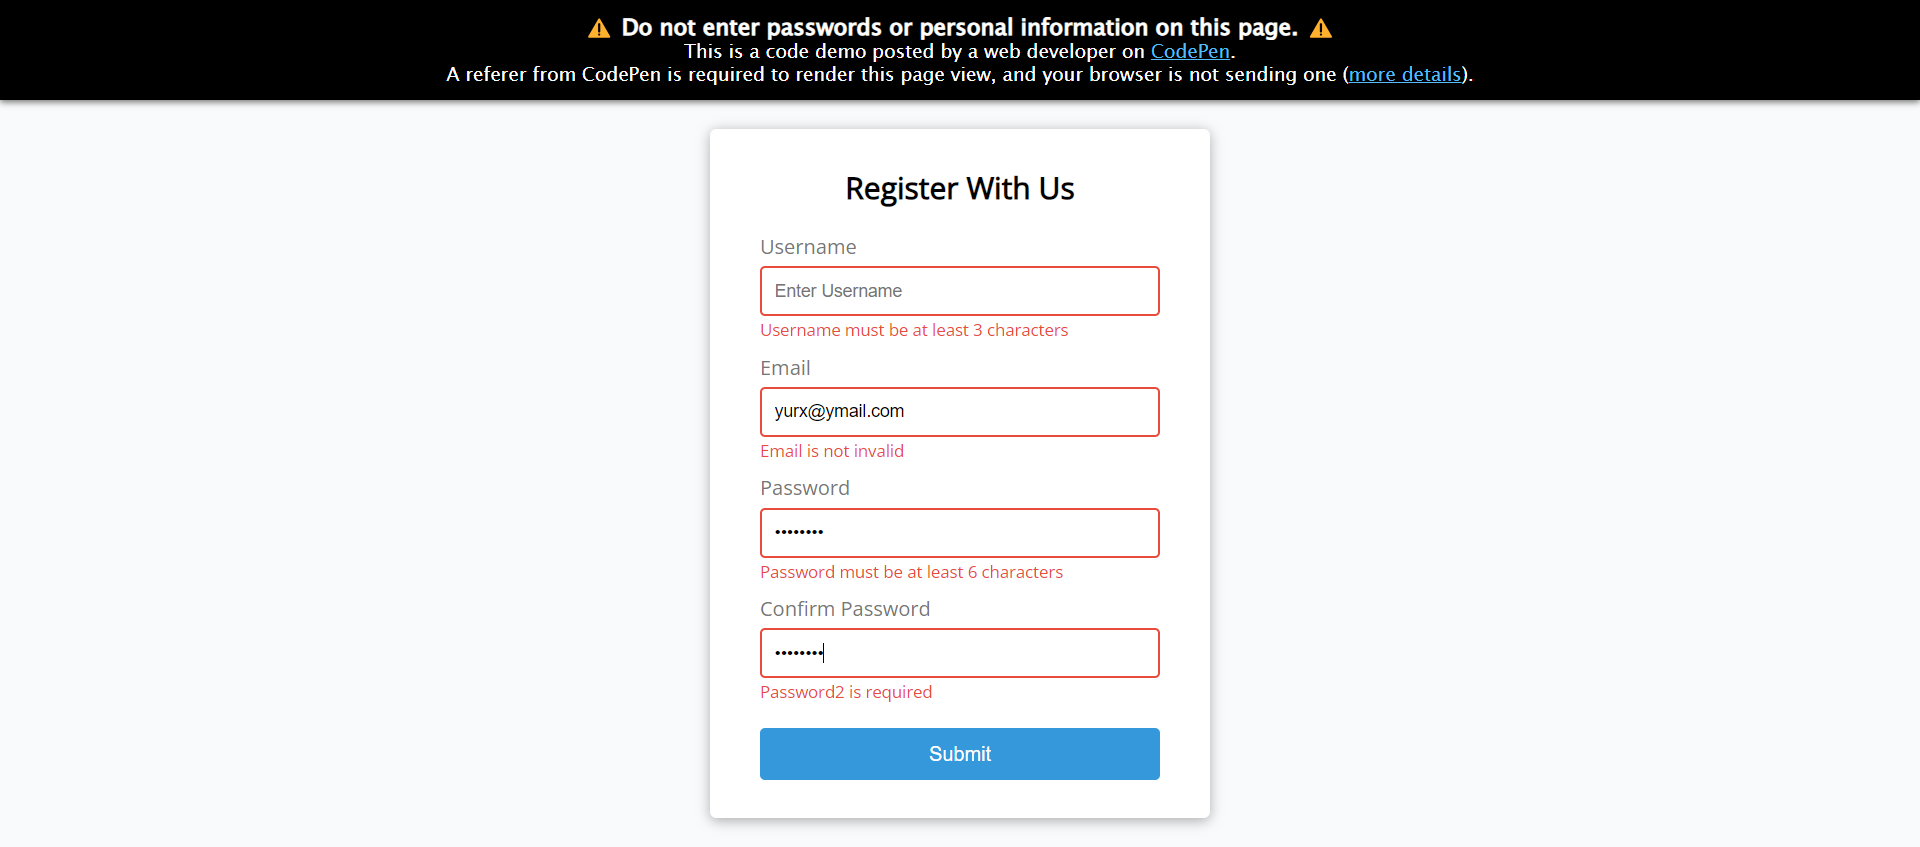 ⚠ Do not enter passwords or personal information on this page. ⚠
This is a code demo posted by a web developer on CodePen.
A referer from CodePen is required to render this page view, and your browser is not sending one (more details).
Register With Us
Username
Enter Username
Username must be at least 3 characters
Email
yurx@ymail.com
Email is not invalid
Password
••••••••
Password must be at least 6 characters
Confirm Password
••••••••
Password2 is required
Submit